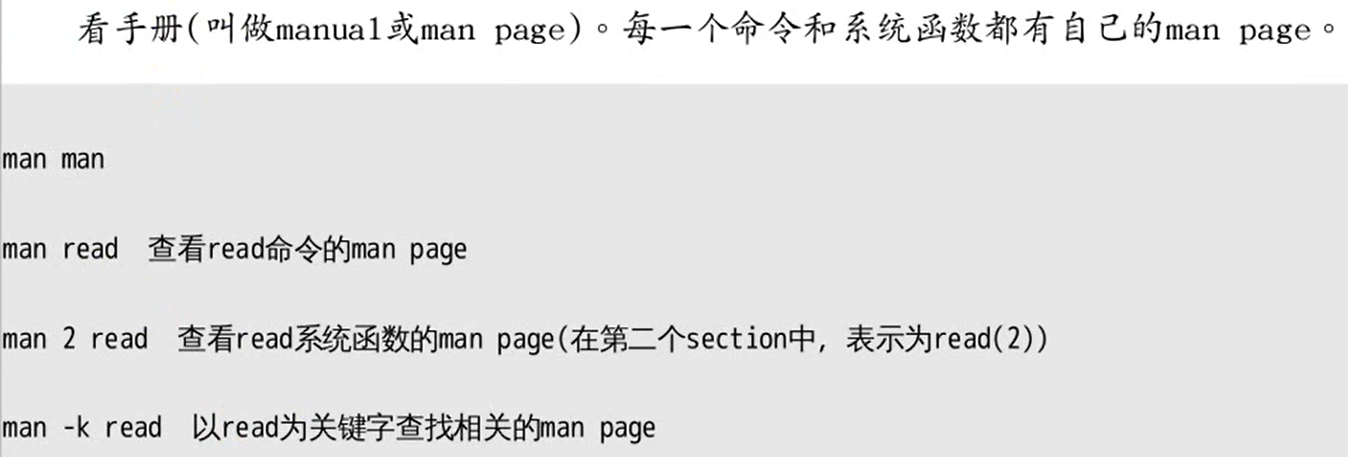 看手册(叫做manual或man page)。每一个命令和系统函数都有自己的man page。
man man
man read 查看read命令的man page
man 2 read 查看read系统函数的man page(在第二个section中, 表示为read(2))
man -k read 以read为关键字查找相关的man page